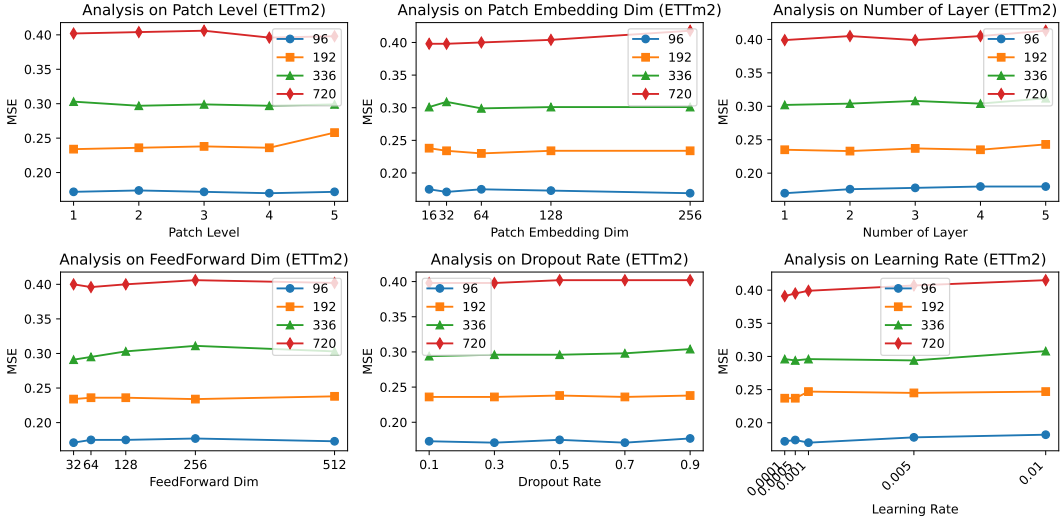 Analysis on Patch Level (ETTm2)
MSE
0.40
0.35
0.30
0.25
0.20
96
192
336
720
1 2 3 4 5
Patch Level
Analysis on Patch Embedding Dim (ETTm2)
MSE
0.40
0.35
0.30
0.25
0.20
96
192
336
720
16 32 64 128 256
Patch Embedding Dim
Analysis on Number of Layer (ETTm2)
MSE
0.40
0.35
0.30
0.25
0.20
96
192
336
720
1 2 3 4 5
Number of Layer
Analysis on FeedForward Dim (ETTm2)
MSE
0.40
0.35
0.30
0.25
0.20
96
192
336
720
32 64 128 256 512
FeedForward Dim
Analysis on Dropout Rate (ETTm2)
MSE
0.40
0.35
0.30
0.25
0.20
96
192
336
720
0.1 0.3 0.5 0.7 0.9
Dropout Rate
Analysis on Learning Rate (ETTm2)
MSE
0.40
0.35
0.30
0.25
0.20
96
192
336
720
0.0001 0.0005 0.001 0.005 0.01
Learning Rate